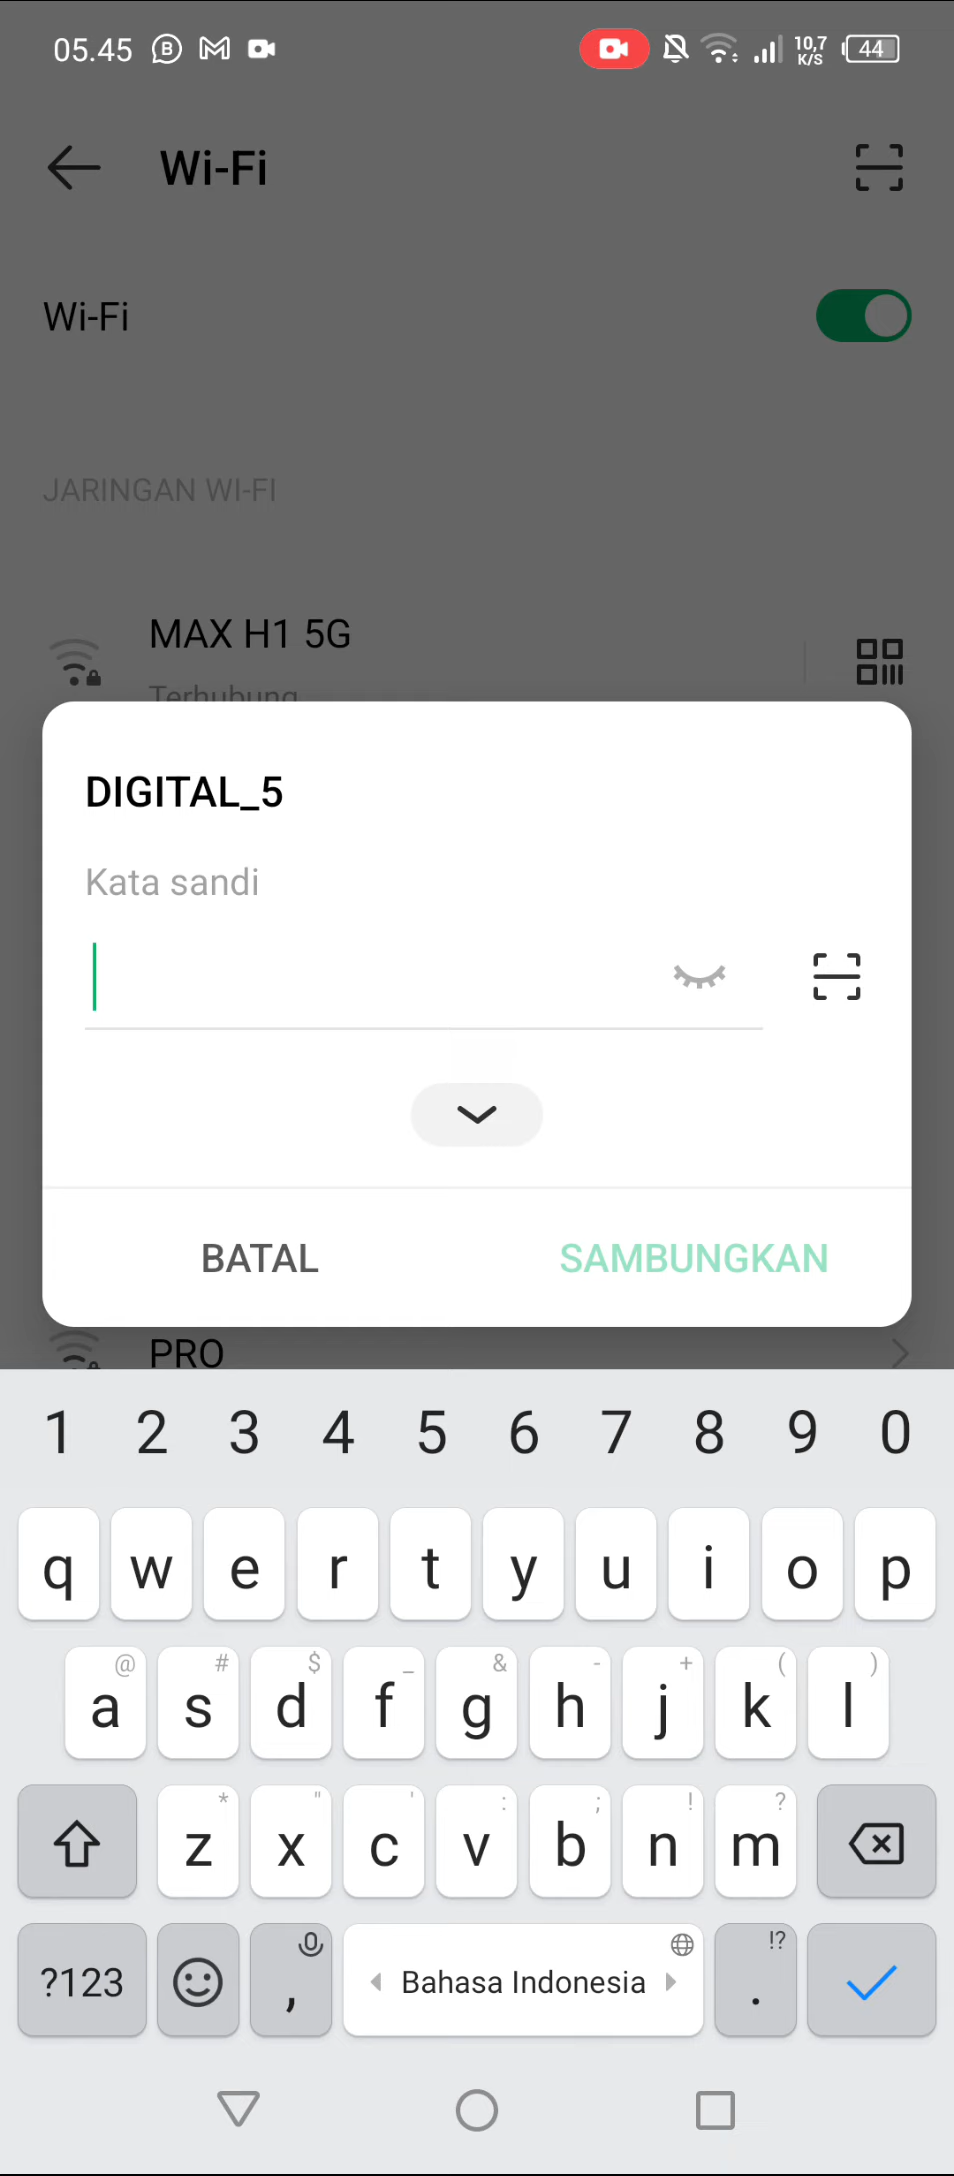 05.45
10,7
K/S
44
Wi-Fi
Wi-Fi
JARINGAN WI-FI
MAX H1 5G
Terhubung
DIGITAL_5
Kata sandi
BATAL SAMBUNGKAN
PRO
1 2 3 4 5 6 7 8 9 0
q w e r t y u i o p
@ # $ _ & - + ( )
a s d f g h j k l
* " ' : ; ! ?
z x c v b n m
!?
?123 , Bahasa Indonesia .